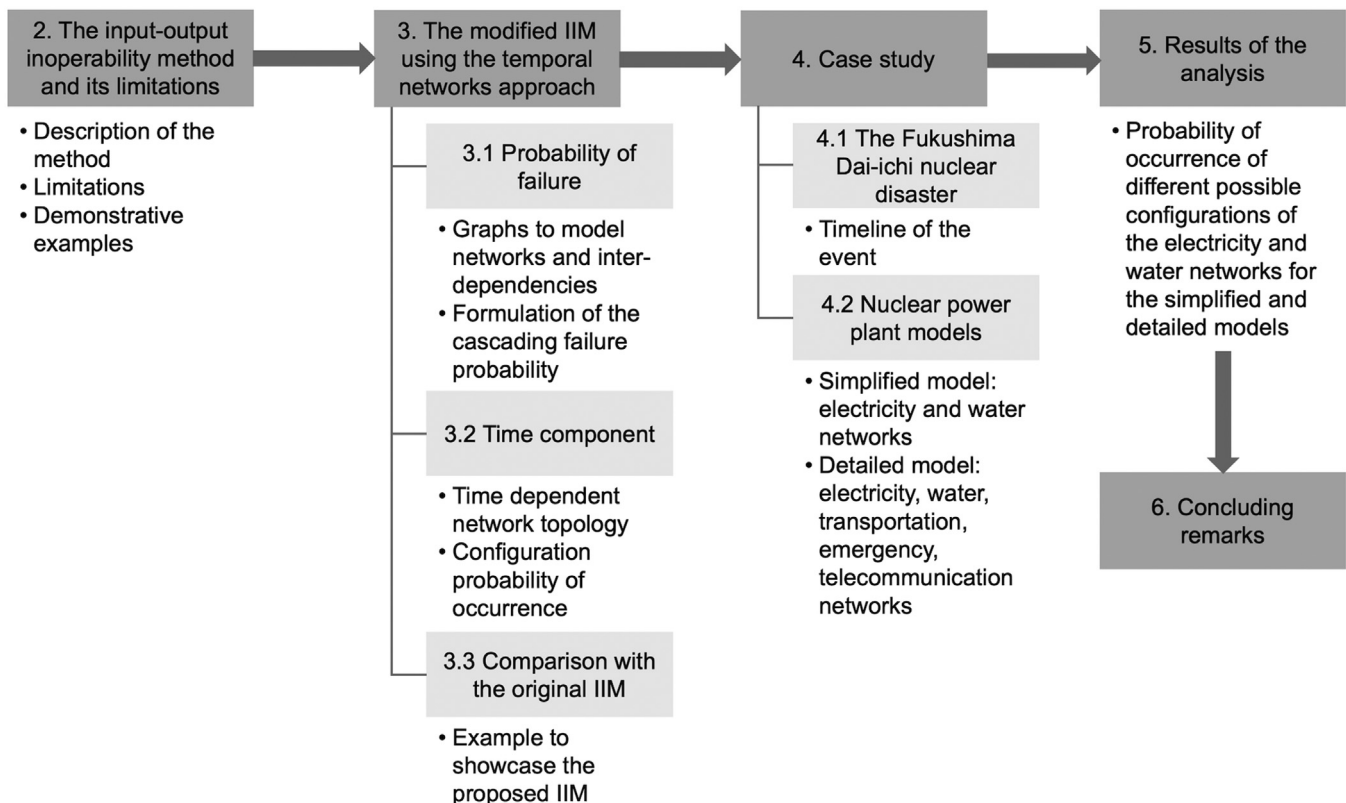 2. The input-output
inoperability method
and its limitations
• Description of the
method
• Limitations
• Demonstrative
examples
3. The modified IIM
using the temporal
networks approach
3.1 Probability of
failure
• Graphs to model
networks and inter-
dependencies
• Formulation of the
cascading failure
probability
3.2 Time component
• Time dependent
network topology
• Configuration
probability of
occurrence
3.3 Comparison with
the original IIM
• Example to
showcase the
proposed IIM
4. Case study
4.1 The Fukushima
Dai-ichi nuclear
disaster
• Timeline of the
event
4.2 Nuclear power
plant models
• Simplified model:
electricity and water
networks
• Detailed model:
electricity, water,
transportation,
emergency,
telecommunication
networks
5. Results of the
analysis
• Probability of
occurrence of
different possible
configurations of
the electricity and
water networks for
the simplified and
detailed models
6. Concluding
remarks